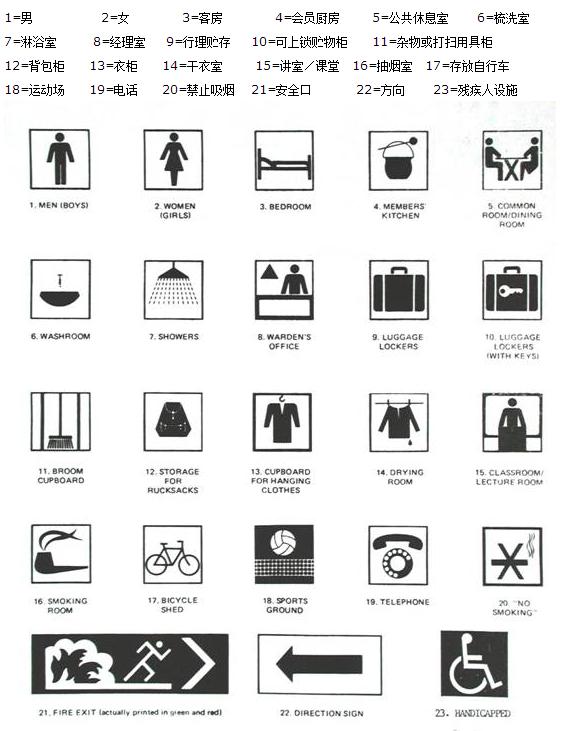 1=男 2=女 3=客房 4=会员厨房 5=公共休息室 6=梳洗室
7=淋浴室 8=经理室 9=行理贮存 10=可上锁贮物柜 11=杂物或打扫用具柜
12=背包柜 13=衣柜 14=干衣室 15=讲室／课堂 16=抽烟室 17=存放自行车
18=运动场 19=电话 20=禁止吸烟 21=安全口 22=方向 23=残疾人设施
1. MEN (BOYS)
2. WOMEN
(GIRLS)
3. BEDROOM
4. MEMBERS'
KITCHEN
5. COMMON
ROOM/DINING
ROOM
6. WASHROOM
7. SHOWERS
8. WARDEN'S
OFFICE
9. LUGGAGE
LOCKERS
10. LUGGAGE
LOCKERS
(WITH KEYS)
11. BROOM
CUPBOARD
12. STORAGE
FOR
RUCKSACKS
13. CUPBOARD
FOR HANGING
CLOTHES
14. DRYING
ROOM
15. CLASSROOM/
LECTURE ROOM
16. SMOKING
ROOM
17. BICYCLE
SHED
18. SPORTS
GROUND
19. TELEPHONE
20. "NO
SMOKING"
21. FIRE EXIT (actually printed in green and red)
22. DIRECTION SIGN
23. HANDICAPPED